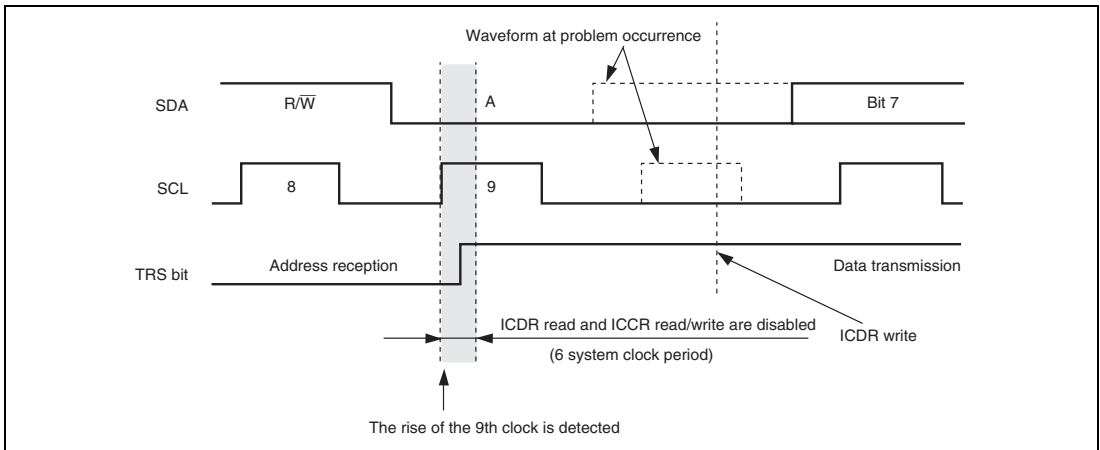 Waveform at problem occurrence
SDA
R/W̅
A
Bit 7
SCL
8
9
TRS bit
Address reception
Data transmission
ICDR read and ICCR read/write are disabled
(6 system clock period)
ICDR write
The rise of the 9th clock is detected